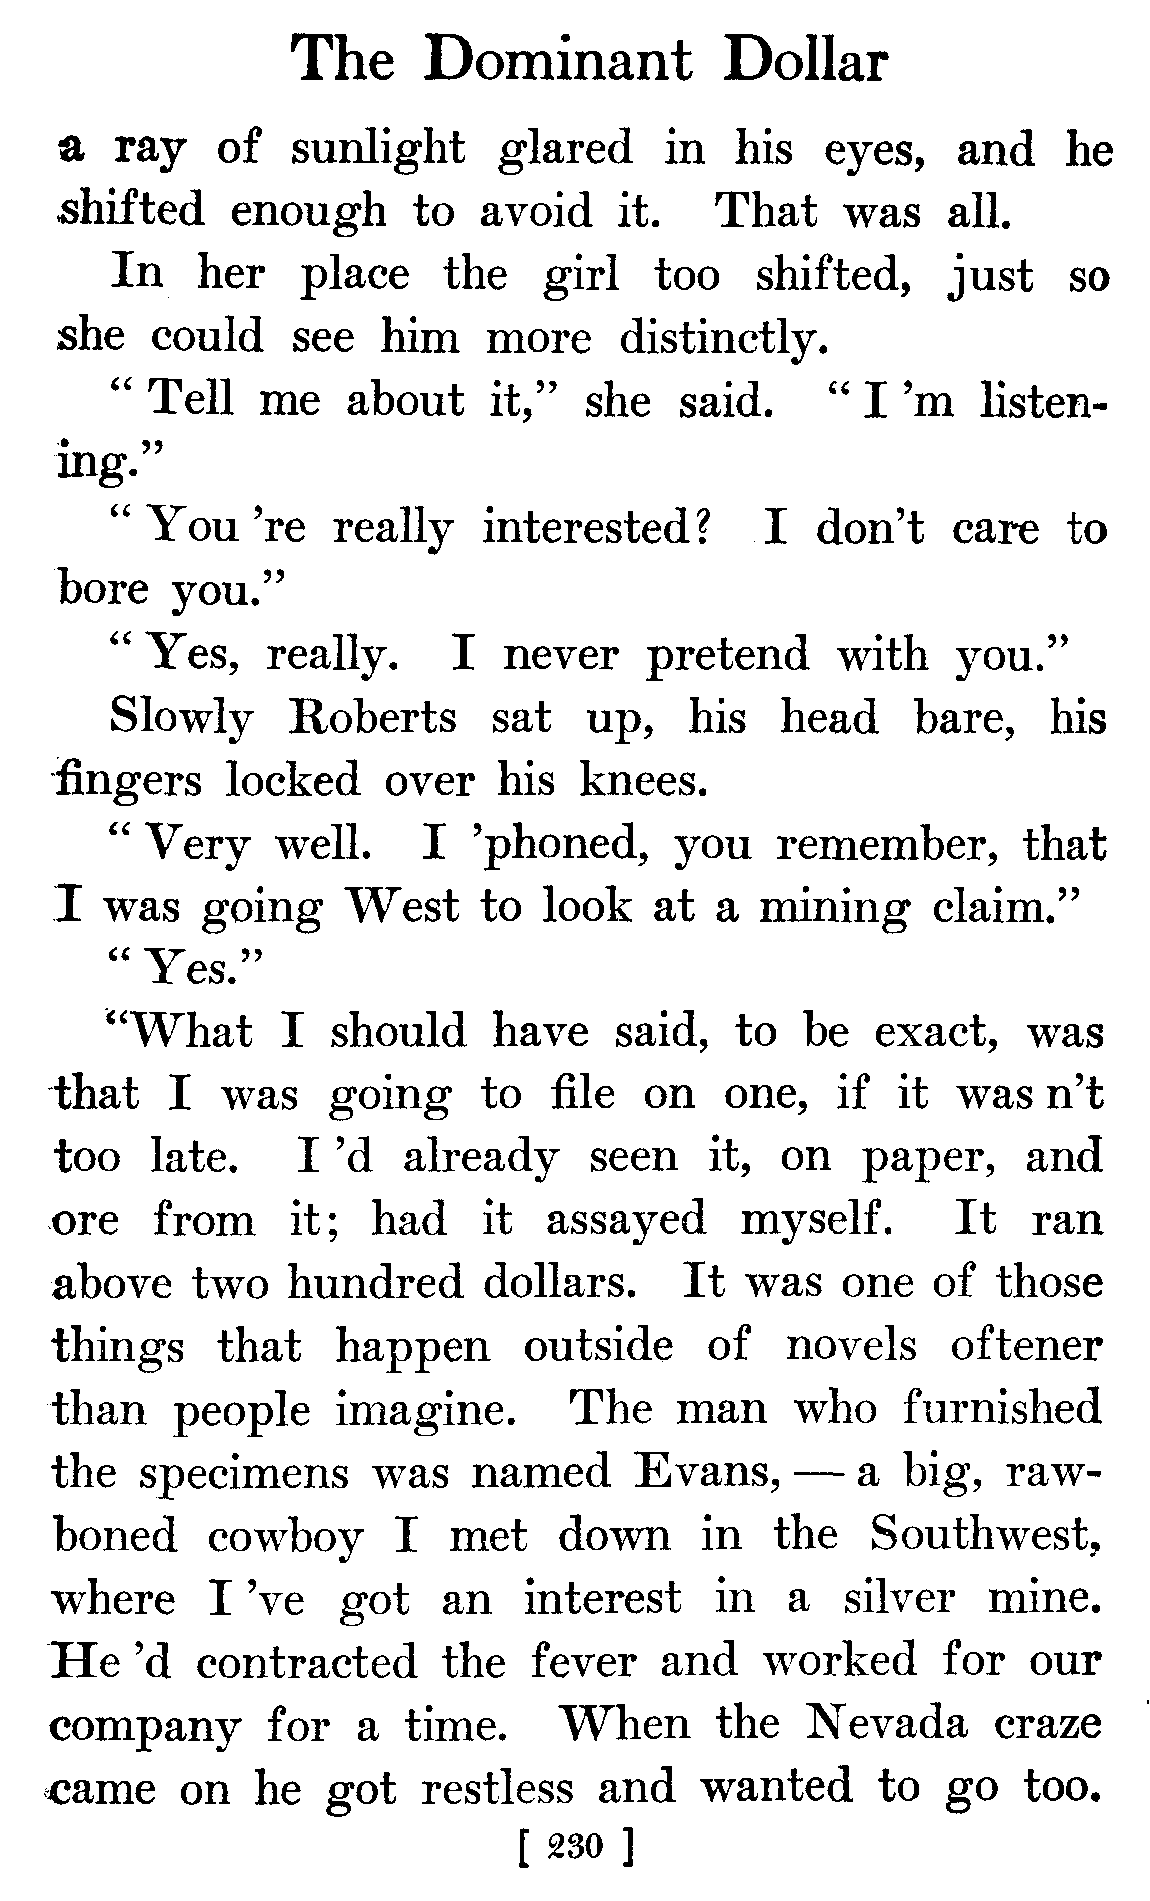 The Dominant Dollar
a ray of sunlight glared in his eyes, and he
shifted enough to avoid it. That was all.
In her place the girl too shifted, just so
she could see him more distinctly.
“ Tell me about it,” she said. “ I ’m listen-
ing.”
“ You ’re really interested? I don’t care to
bore you.”
“ Yes, really. I never pretend with you.”
Slowly Roberts sat up, his head bare, his
fingers locked over his knees.
“ Very well. I ’phoned, you remember, that
I was going West to look at a mining claim.”
“ Yes.”
“What I should have said, to be exact, was
that I was going to file on one, if it was n’t
too late. I ’d already seen it, on paper, and
ore from it; had it assayed myself. It ran
above two hundred dollars. It was one of those
things that happen outside of novels oftener
than people imagine. The man who furnished
the specimens was named Evans, — a big, raw-
boned cowboy I met down in the Southwest,
where I ’ve got an interest in a silver mine.
He ’d contracted the fever and worked for our
company for a time. When the Nevada craze
came on he got restless and wanted to go too.
[ 230 ]